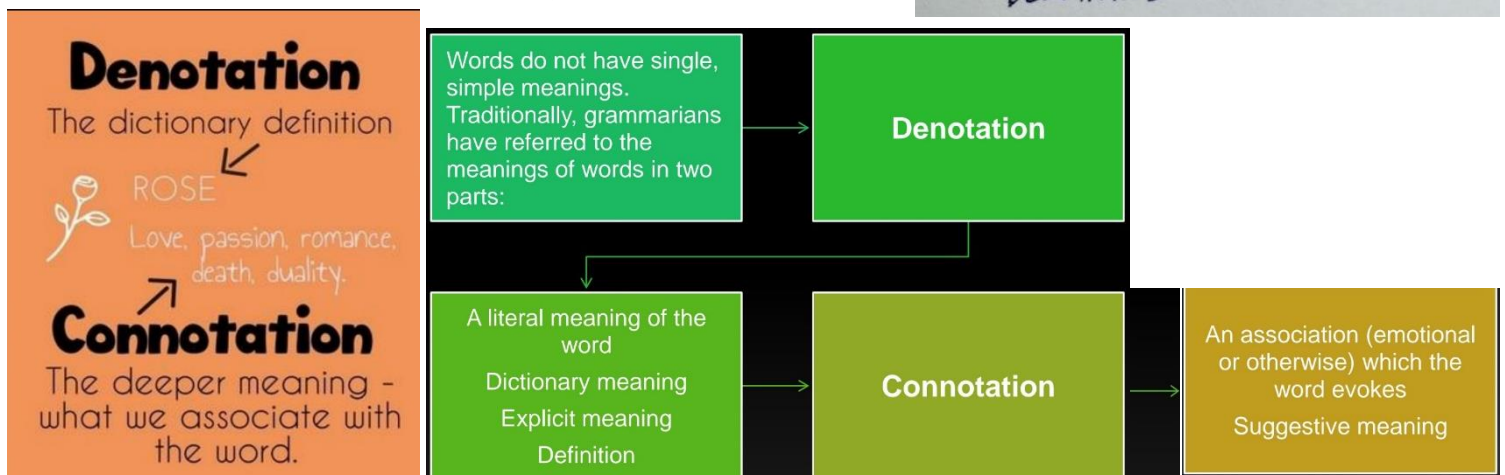 Denotation
The dictionary definition
ROSE
Love, passion, romance,
death, duality.
Connotation
The deeper meaning -
what we associate with
the word.
Words do not have single,
simple meanings.
Traditionally, grammarians
have referred to the
meanings of words in two
parts:
Denotation
A literal meaning of the
word
Dictionary meaning
Explicit meaning
Definition
Connotation
An association (emotional
or otherwise) which the
word evokes
Suggestive meaning